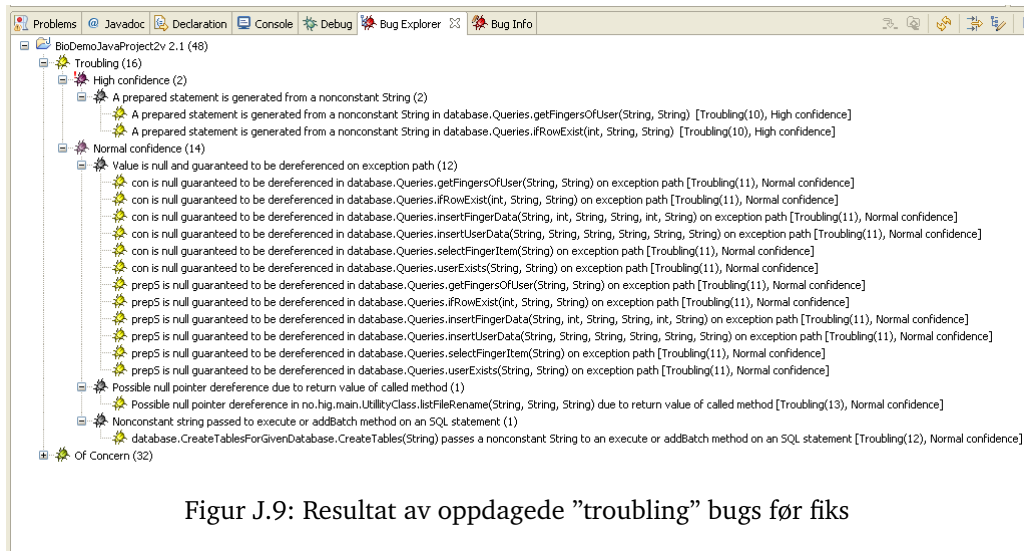 Problems @ Javadoc Declaration Console Debug Bug Explorer Bug Info
BioDemoJavaProject2v 2.1 (48)
Troubling (16)
High confidence (2)
A prepared statement is generated from a nonconstant String (2)
A prepared statement is generated from a nonconstant String in database.Queries.getFingersOfUser(String, String) [Troubling(10), High confidence]
A prepared statement is generated from a nonconstant String in database.Queries.ifRowExist(int, String, String) [Troubling(10), High confidence]
Normal confidence (14)
Value is null and guaranteed to be dereferenced on exception path (12)
con is null guaranteed to be dereferenced in database.Queries.getFingersOfUser(String, String) on exception path [Troubling(11), Normal confidence]
con is null guaranteed to be dereferenced in database.Queries.ifRowExist(int, String, String) on exception path [Troubling(11), Normal confidence]
con is null guaranteed to be dereferenced in database.Queries.insertFingerData(String, int, String, String, int, String) on exception path [Troubling(11), Normal confidence]
con is null guaranteed to be dereferenced in database.Queries.insertUserData(String, String, String, String, String, String) on exception path [Troubling(11), Normal confidence]
con is null guaranteed to be dereferenced in database.Queries.selectFingerItem(String) on exception path [Troubling(11), Normal confidence]
con is null guaranteed to be dereferenced in database.Queries.userExists(String, String) on exception path [Troubling(11), Normal confidence]
prepS is null guaranteed to be dereferenced in database.Queries.getFingersOfUser(String, String) on exception path [Troubling(11), Normal confidence]
prepS is null guaranteed to be dereferenced in database.Queries.ifRowExist(int, String, String) on exception path [Troubling(11), Normal confidence]
prepS is null guaranteed to be dereferenced in database.Queries.insertFingerData(String, int, String, String, int, String) on exception path [Troubling(11), Normal confidence]
prepS is null guaranteed to be dereferenced in database.Queries.insertUserData(String, String, String, String, String, String) on exception path [Troubling(11), Normal confidence]
prepS is null guaranteed to be dereferenced in database.Queries.selectFingerItem(String) on exception path [Troubling(11), Normal confidence]
prepS is null guaranteed to be dereferenced in database.Queries.userExists(String, String) on exception path [Troubling(11), Normal confidence]
Possible null pointer dereference due to return value of called method (1)
Possible null pointer dereference in no.hig.main.UtillityClass.listFileRename(String, String, String) due to return value of called method [Troubling(13), Normal confidence]
Nonconstant string passed to execute or addBatch method on an SQL statement (1)
database.CreateTablesForGivenDatabase.CreateTables(String) passes a nonconstant String to an execute or addBatch method on an SQL statement [Troubling(12), Normal confidence]
Of Concern (32)
Figur J.9: Resultat av oppdagede ”troubling” bugs før fiks